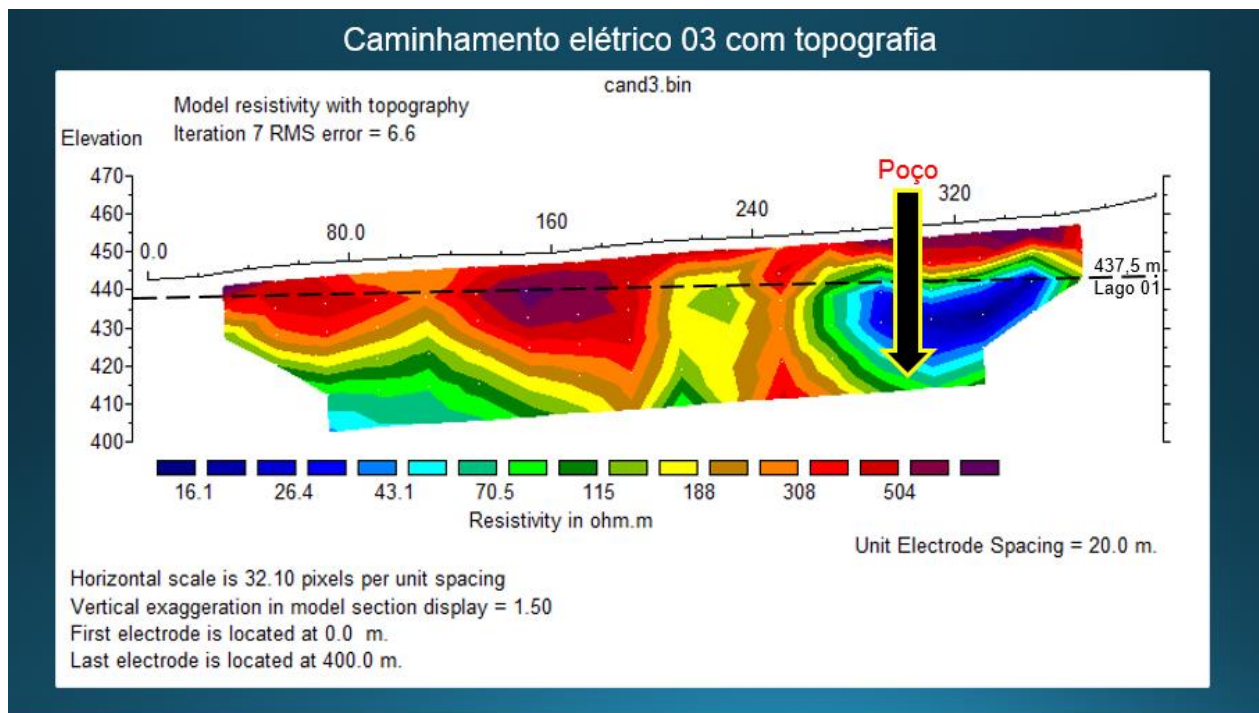 Caminhamento elétrico 03 com topografia
cand3.bin
Model resistivity with topography
Iteration 7 RMS error = 6.6
Elevation
470
460
450
440
430
420
410
400
0.0
80.0
160
240
320
Poço
437,5 m
Lago 01
16.1 26.4 43.1 70.5 115 188 308 504
Resistivity in ohm.m
Unit Electrode Spacing = 20.0 m.
Horizontal scale is 32.10 pixels per unit spacing
Vertical exaggeration in model section display = 1.50
First electrode is located at 0.0 m.
Last electrode is located at 400.0 m.